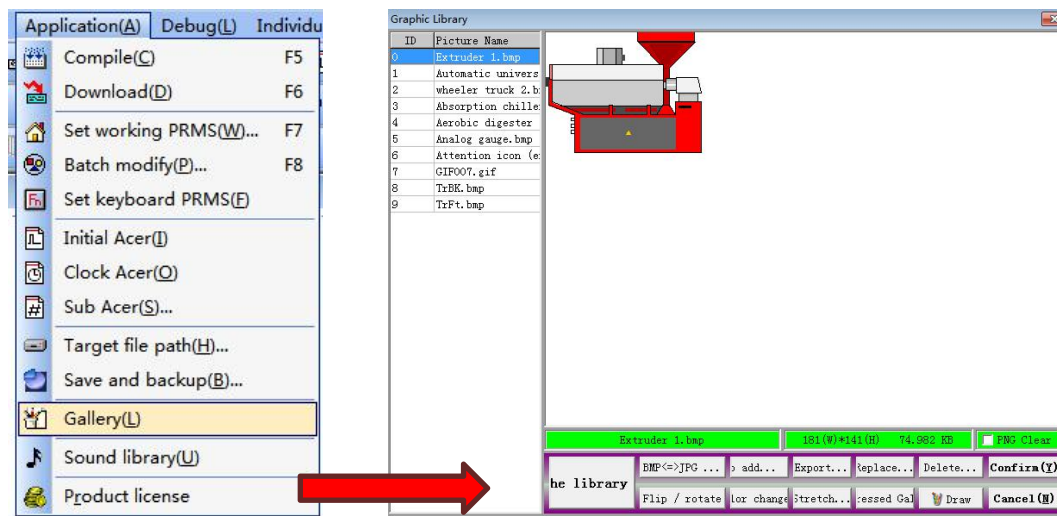 Application(A) Debug(L) Individu
Compile(C) F5
Download(D) F6
Set working PRMS(W)... F7
Batch modify(P)... F8
Set keyboard PRMS(F)
Initial Acer(I)
Clock Acer(O)
Sub Acer(S)...
Target file path(H)...
Save and backup(B)...
Gallery(L)
Sound library(U)
Product license
Graphic Library
ID Picture Name
0 Extruder 1.bmp
1 Automatic univers
2 wheeler truck 2.b
3 Absorption chille
4 Aerobic digester
5 Analog gauge.bmp
6 Attention icon (e
7 GIF007.gif
8 TrBK.bmp
9 TrFt.bmp
Extruder 1.bmp 181(W)*141(H) 74.982 KB PNG Clear
he library
BMP<=>JPG ... add... Export... Replace... Delete... Confirm(Y)
Flip / rotate lor change Stretch... ressed Gal Draw Cancel(N)